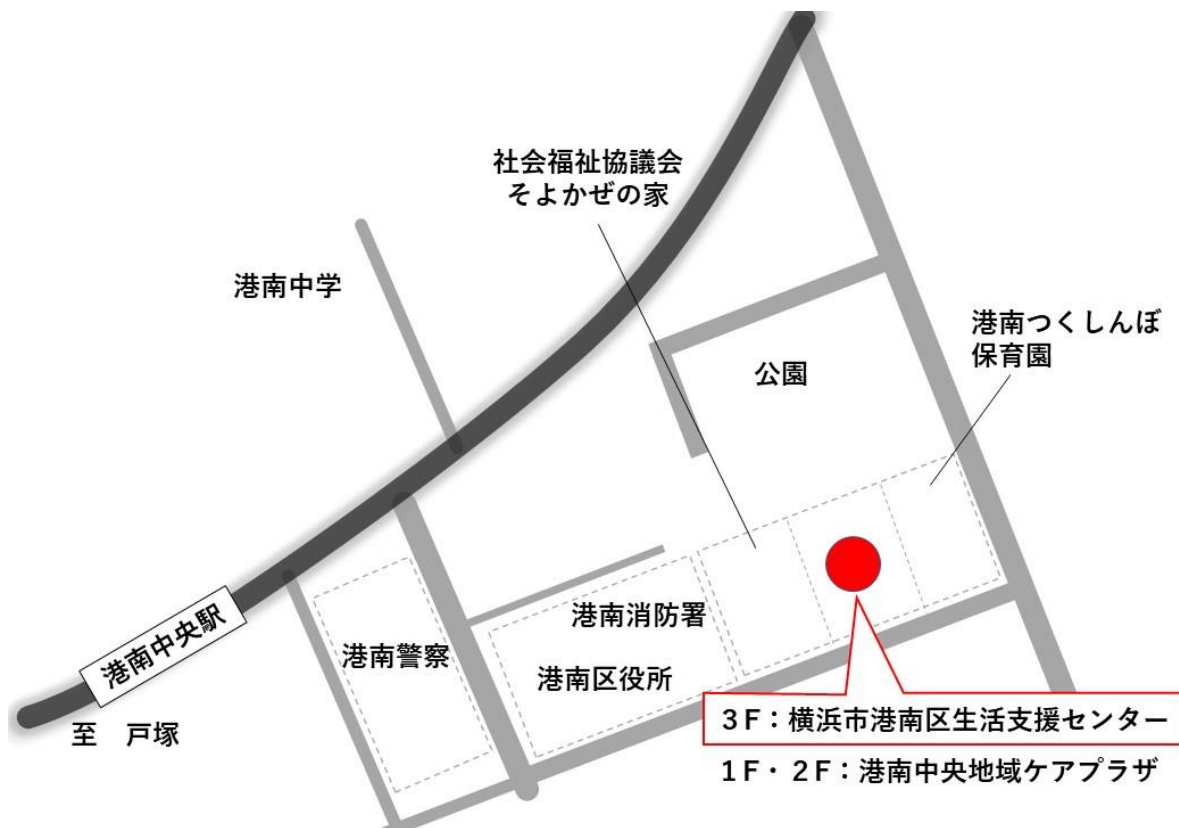 社会福祉協議会
そよかぜの家
港南中学
港南つくしんぼ
保育園
公園
港南消防署
港南中央駅
港南警察
港南区役所
至 戸塚
3F：横浜市港南区生活支援センター
1F・2F：港南中央地域ケアプラザ